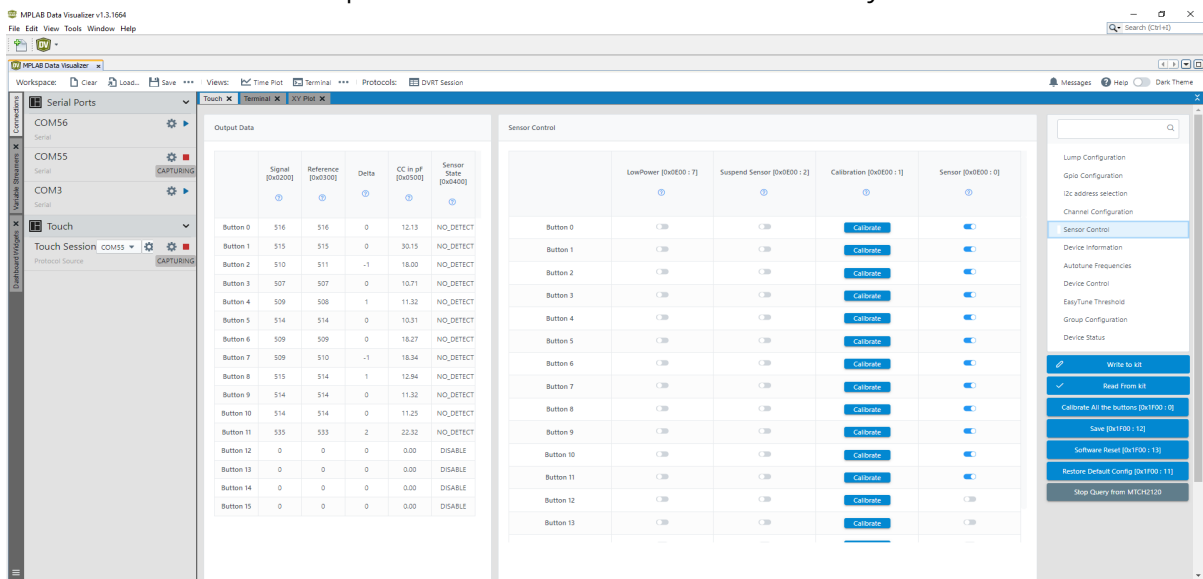 MPLAB Data Visualizer v1.3.1664
File Edit View Tools Window Help
Search (Ctrl+I)
DV
MPLAB Data Visualizer
Workspace: Clear Load... Save ••• Views: Time Plot Terminal ••• Protocols: DVRT Session Messages Help Dark Theme
Connections
Variable Streamers
Dashboard Widgets
Serial Ports
COM56
Serial
COM55
Serial CAPTURING
COM3
Serial
Touch
Touch Session COM55
Protocol Source CAPTURING
Touch Terminal XY Plot
Output Data
Signal [0x0200] Reference [0x0300] Delta CC in pF [0x0500] Sensor State [0x0400]
Button 0 516 516 0 12.13 NO_DETECT
Button 1 515 515 0 30.15 NO_DETECT
Button 2 510 511 -1 18.00 NO_DETECT
Button 3 507 507 0 10.71 NO_DETECT
Button 4 509 508 1 11.32 NO_DETECT
Button 5 514 514 0 10.31 NO_DETECT
Button 6 509 509 0 18.27 NO_DETECT
Button 7 509 510 -1 18.34 NO_DETECT
Button 8 515 514 1 12.94 NO_DETECT
Button 9 514 514 0 11.32 NO_DETECT
Button 10 514 514 0 11.25 NO_DETECT
Button 11 535 533 2 22.32 NO_DETECT
Button 12 0 0 0 0.00 DISABLE
Button 13 0 0 0 0.00 DISABLE
Button 14 0 0 0 0.00 DISABLE
Button 15 0 0 0 0.00 DISABLE
Sensor Control
LowPower [0x0E00 : 7] Suspend Sensor [0x0E00 : 2] Calibration [0x0E00 : 1] Sensor [0x0E00 : 0]
Button 0 Calibrate
Button 1 Calibrate
Button 2 Calibrate
Button 3 Calibrate
Button 4 Calibrate
Button 5 Calibrate
Button 6 Calibrate
Button 7 Calibrate
Button 8 Calibrate
Button 9 Calibrate
Button 10 Calibrate
Button 11 Calibrate
Button 12 Calibrate
Button 13 Calibrate
Lump Configuration
Gpio Configuration
I2c address selection
Channel Configuration
Sensor Control
Device Information
Autotune Frequencies
Device Control
EasyTune Threshold
Group Configuration
Device Status
Write to kit
Read From kit
Calibrate All the buttons [0x1F00 : 0]
Save [0x1F00 : 12]
Software Reset [0x1F00 : 13]
Restore Default Config [0x1F00 : 11]
Stop Query from MTCH2120